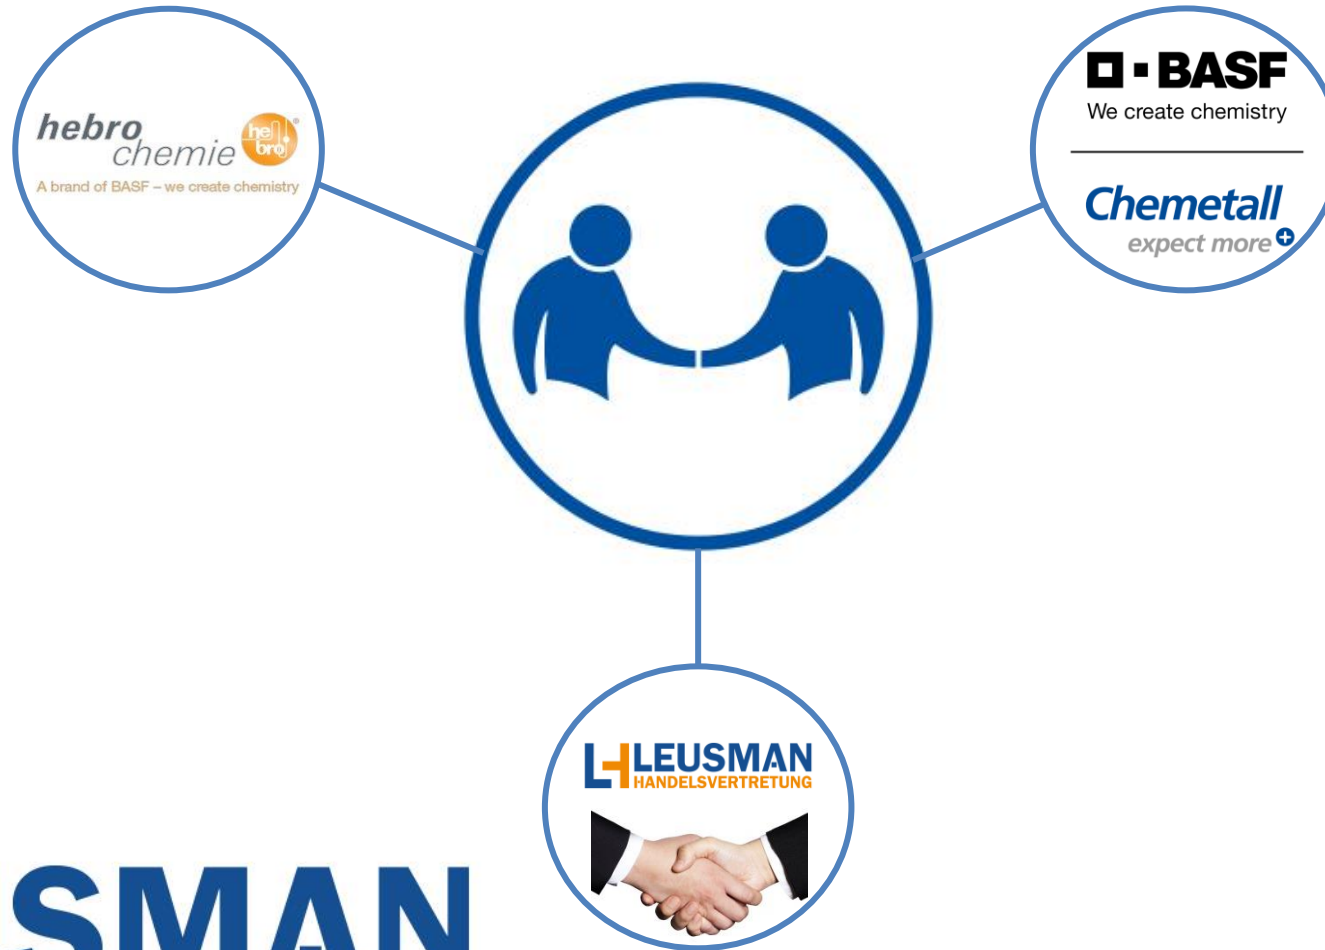 hebro
chemie
he
bro
®
A brand of BASF – we create chemistry
BASF
We create chemistry
Chemetall
expect more
LH LEUSMAN
HANDELSVERTRETUNG
SMAN